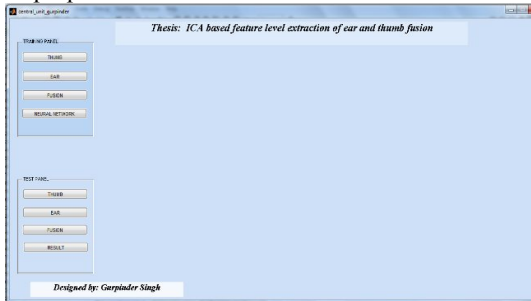 central_unit_gurpinder
Thesis: ICA based feature level extraction of ear and thumb fusion
TRAINING PANEL
THUMB
EAR
FUSION
NEURAL NETWORK
TEST PANEL
THUMB
EAR
FUSION
RESULT
Designed by: Gurpinder Singh